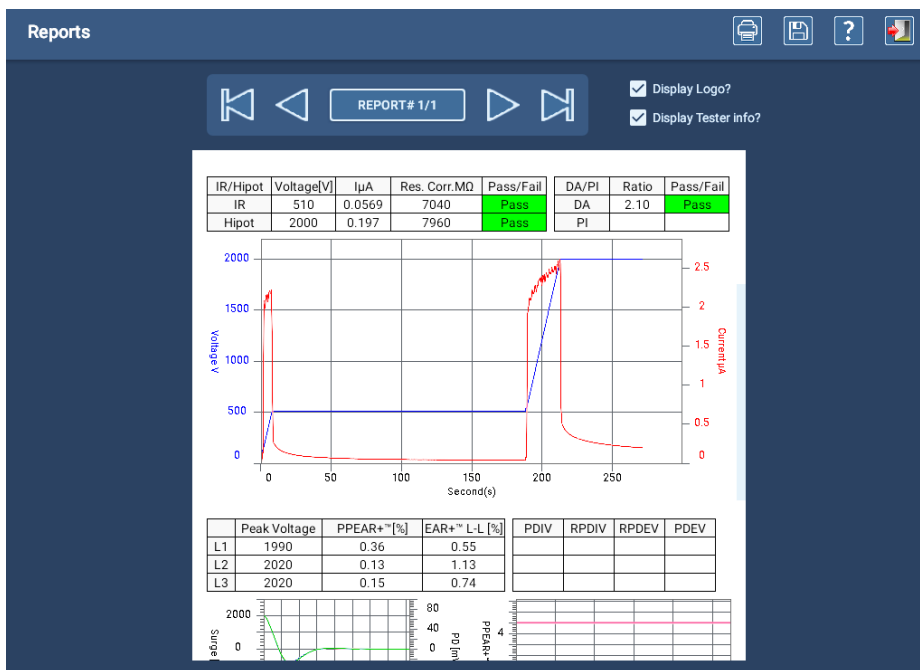 Reports
REPORT# 1/1
Display Logo?
Display Tester info?
IR/Hipot Voltage[V] IµA Res. Corr.MΩ Pass/Fail DA/PI Ratio Pass/Fail
IR 510 0.0569 7040 Pass DA 2.10 Pass
Hipot 2000 0.197 7960 Pass PI
2000
1500
1000
500
0
Voltage V
2.5
2
1.5
1
0.5
0
Current µA
0 50 100 150 200 250
Second(s)
Peak Voltage PPEAR+™[%] EAR+™ L-L [%] PDIV RPDIV RPDEV PDEV
L1 1990 0.36 0.55
L2 2020 0.13 1.13
L3 2020 0.15 0.74
2000
0
Surge [
80
40
0
PD [m
PPEAR+™
4